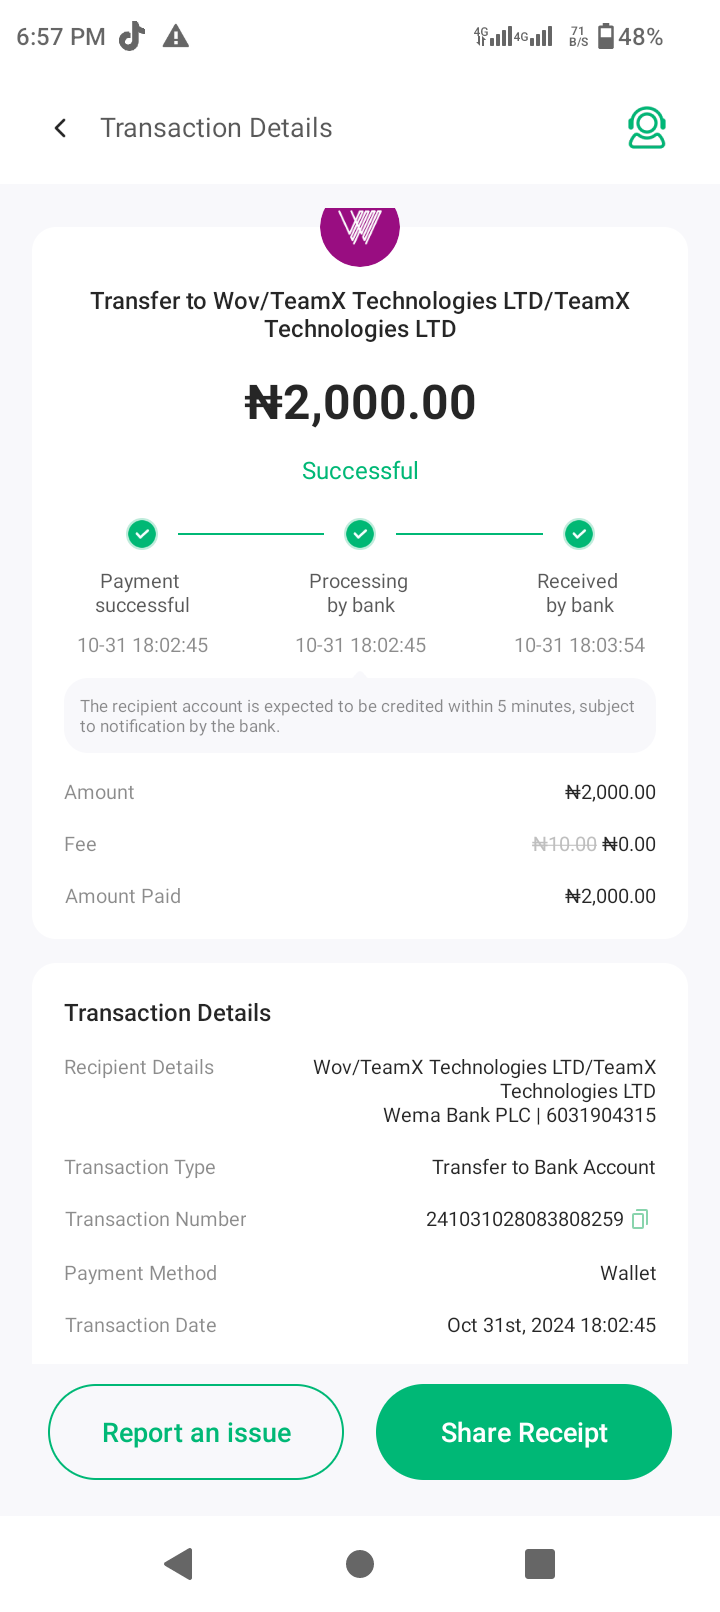 6:57 PM 4G 4G 71 B/S 48%
Transaction Details
W
Transfer to Wov/TeamX Technologies LTD/TeamX
Technologies LTD
₦2,000.00
Successful
Payment Processing Received
successful by bank by bank
10-31 18:02:45 10-31 18:02:45 10-31 18:03:54
The recipient account is expected to be credited within 5 minutes, subject
to notification by the bank.
Amount ₦2,000.00
Fee ₦10.00 ₦0.00
Amount Paid ₦2,000.00
Transaction Details
Recipient Details Wov/TeamX Technologies LTD/TeamX
Technologies LTD
Wema Bank PLC | 6031904315
Transaction Type Transfer to Bank Account
Transaction Number 241031028083808259
Payment Method Wallet
Transaction Date Oct 31st, 2024 18:02:45
Report an issue Share Receipt